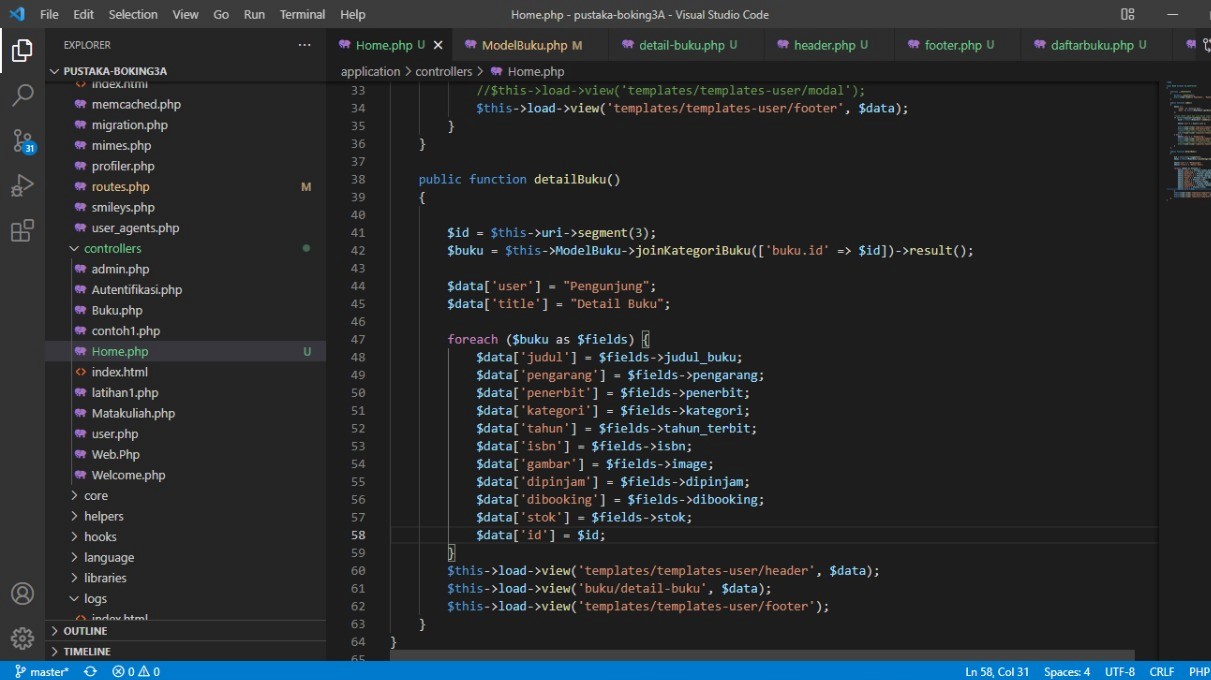 File Edit Selection View Go Run Terminal Help Home.php - pustaka-boking3A - Visual Studio Code
EXPLORER ···
PUSTAKA-BOKING3A
index.html
memcached.php
migration.php
mimes.php
profiler.php
routes.php M
smileys.php
user_agents.php
controllers
admin.php
Autentifikasi.php
Buku.php
contoh1.php
Home.php U
index.html
latihan1.php
Matakuliah.php
user.php
Web.Php
Welcome.php
core
helpers
hooks
language
libraries
logs
index.html
OUTLINE
TIMELINE
31
Home.php U ModelBuku.php M detail-buku.php U header.php U footer.php U daftarbuku.php U
application > controllers > Home.php
33 //$this->load->view('templates/templates-user/modal');
34 $this->load->view('templates/templates-user/footer', $data);
35 }
36 }
37
38 public function detailBuku()
39 {
40
41 $id = $this->uri->segment(3);
42 $buku = $this->ModelBuku->joinKategoriBuku(['buku.id' => $id])->result();
43
44 $data['user'] = "Pengunjung";
45 $data['title'] = "Detail Buku";
46
47 foreach ($buku as $fields) {
48 $data['judul'] = $fields->judul_buku;
49 $data['pengarang'] = $fields->pengarang;
50 $data['penerbit'] = $fields->penerbit;
51 $data['kategori'] = $fields->kategori;
52 $data['tahun'] = $fields->tahun_terbit;
53 $data['isbn'] = $fields->isbn;
54 $data['gambar'] = $fields->image;
55 $data['dipinjam'] = $fields->dipinjam;
56 $data['dibooking'] = $fields->dibooking;
57 $data['stok'] = $fields->stok;
58 $data['id'] = $id;
59 }
60 $this->load->view('templates/templates-user/header', $data);
61 $this->load->view('buku/detail-buku', $data);
62 $this->load->view('templates/templates-user/footer');
63 }
64 }
65
master* 0 0 Ln 58, Col 31 Spaces: 4 UTF-8 CRLF PHP